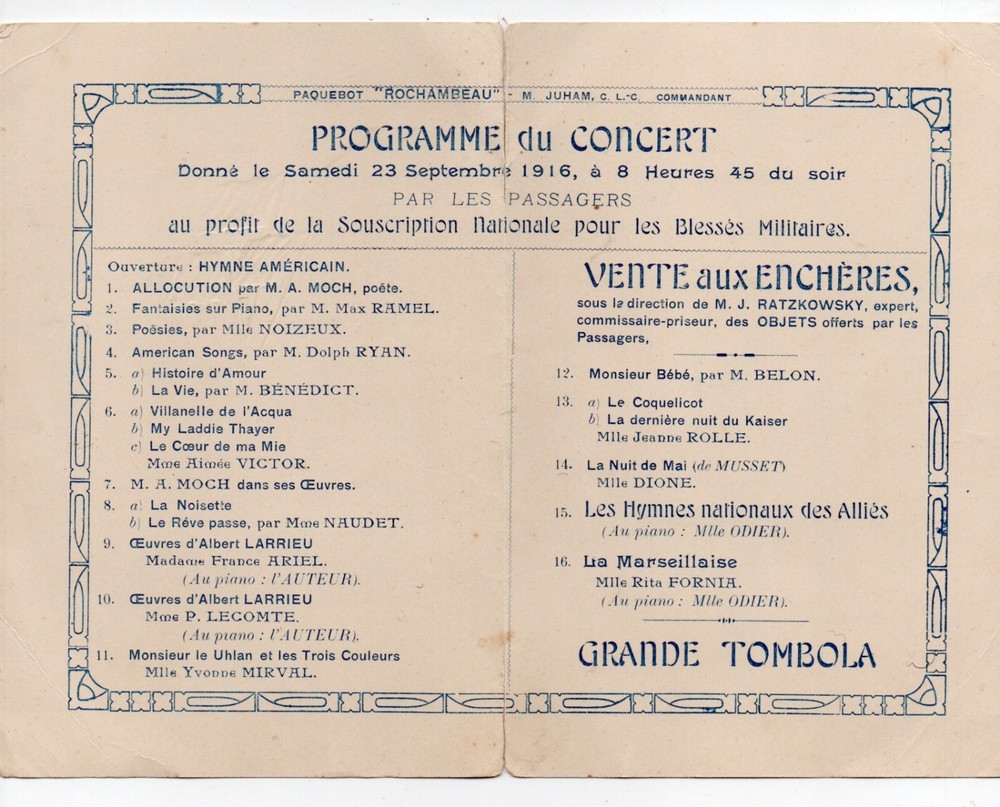 PAQUEBOT "ROCHAMBEAU" - M. JUHAM, C. L.-C. COMMANDANT
PROGRAMME du CONCERT
Donné le Samedi 23 Septembre 1916, à 8 Heures 45 du soir
PAR LES PASSAGERS
au profit de la Souscription Nationale pour les Blessés Militaires.
Ouverture : HYMNE AMÉRICAIN.
1. ALLOCUTION par M. A. MOCH, poëte.
2. Fantaisies sur Piano, par M. Max RAMEL.
3. Poësies, par Mlle NOIZEUX.
4. American Songs, par M. Dolph RYAN.
5. a) Histoire d'Amour
b) La Vie, par M. BÉNÉDICT.
6. a) Villanelle de l'Acqua
b) My Laddie Thayer
c) Le Cœur de ma Mie
Mme Aimée VICTOR.
7. M. A. MOCH dans ses Œuvres.
8. a) La Noisette
b) Le Rêve passe, par Mme NAUDET.
9. Œuvres d'Albert LARRIEU
Madame France ARIEL.
(Au piano : l'AUTEUR).
10. Œuvres d'Albert LARRIEU
Mme P. LECOMTE.
(Au piano : l'AUTEUR).
11. Monsieur le Uhlan et les Trois Couleurs
Mlle Yvonne MIRVAL.
VENTE aux ENCHÈRES,
sous la direction de M. J. RATZKOWSKY, expert,
commissaire-priseur, des OBJETS offerts par les
Passagers,
12. Monsieur Bébé, par M. BELON.
13. a) Le Coquelicot
b) La dernière nuit du Kaiser
Mlle Jeanne ROLLE.
14. La Nuit de Mai (de MUSSET)
Mlle DIONE.
15. Les Hymnes nationaux des Alliés
(Au piano : Mlle ODIER).
16. La Marseillaise
Mlle Rita FORNIA.
(Au piano : Mlle ODIER).
GRANDE TOMBOLA